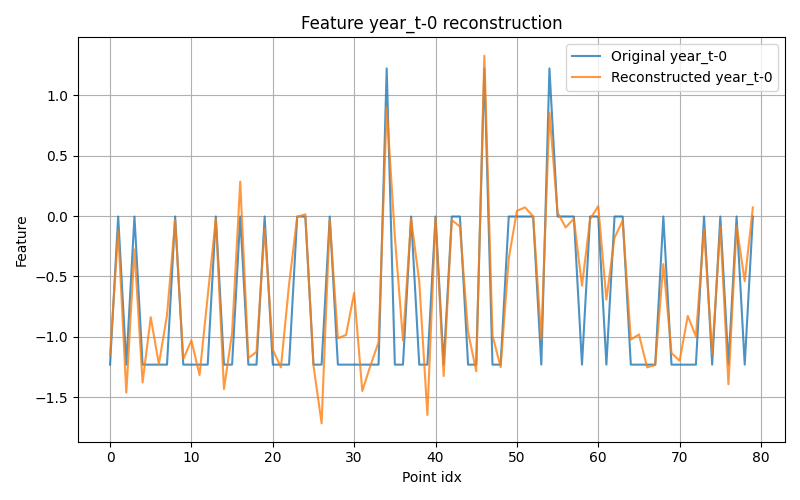 Feature year_t-0 reconstruction
Original year_t-0
Reconstructed year_t-0
Feature
1.0
0.5
0.0
−0.5
−1.0
−1.5
0 10 20 30 40 50 60 70 80
Point idx